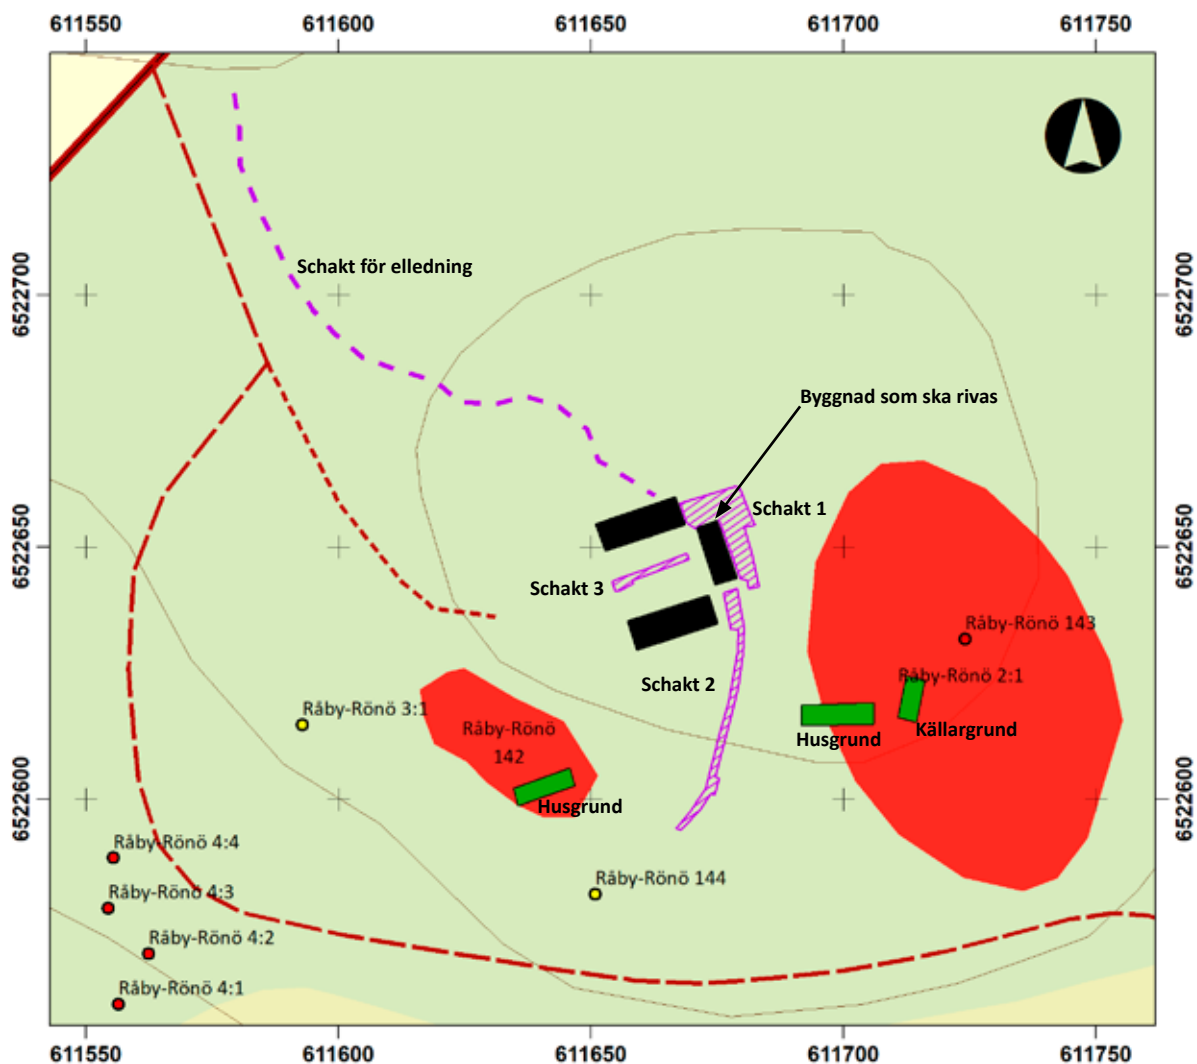 611550 611600 611650 611700 611750
Schakt för elledning
6522700 6522700
Byggnad som ska rivas
Schakt 1
6522650 6522650
Schakt 3
Råby-Rönö 143
Schakt 2
Råby-Rönö 2:1
Råby-Rönö 3:1
Råby-Rönö
142
Husgrund
Källargrund
Husgrund
6522600 6522600
Råby-Rönö 4:4
Råby-Rönö 144
Råby-Rönö 4:3
Råby-Rönö 4:2
Råby-Rönö 4:1
611550 611600 611650 611700 611750